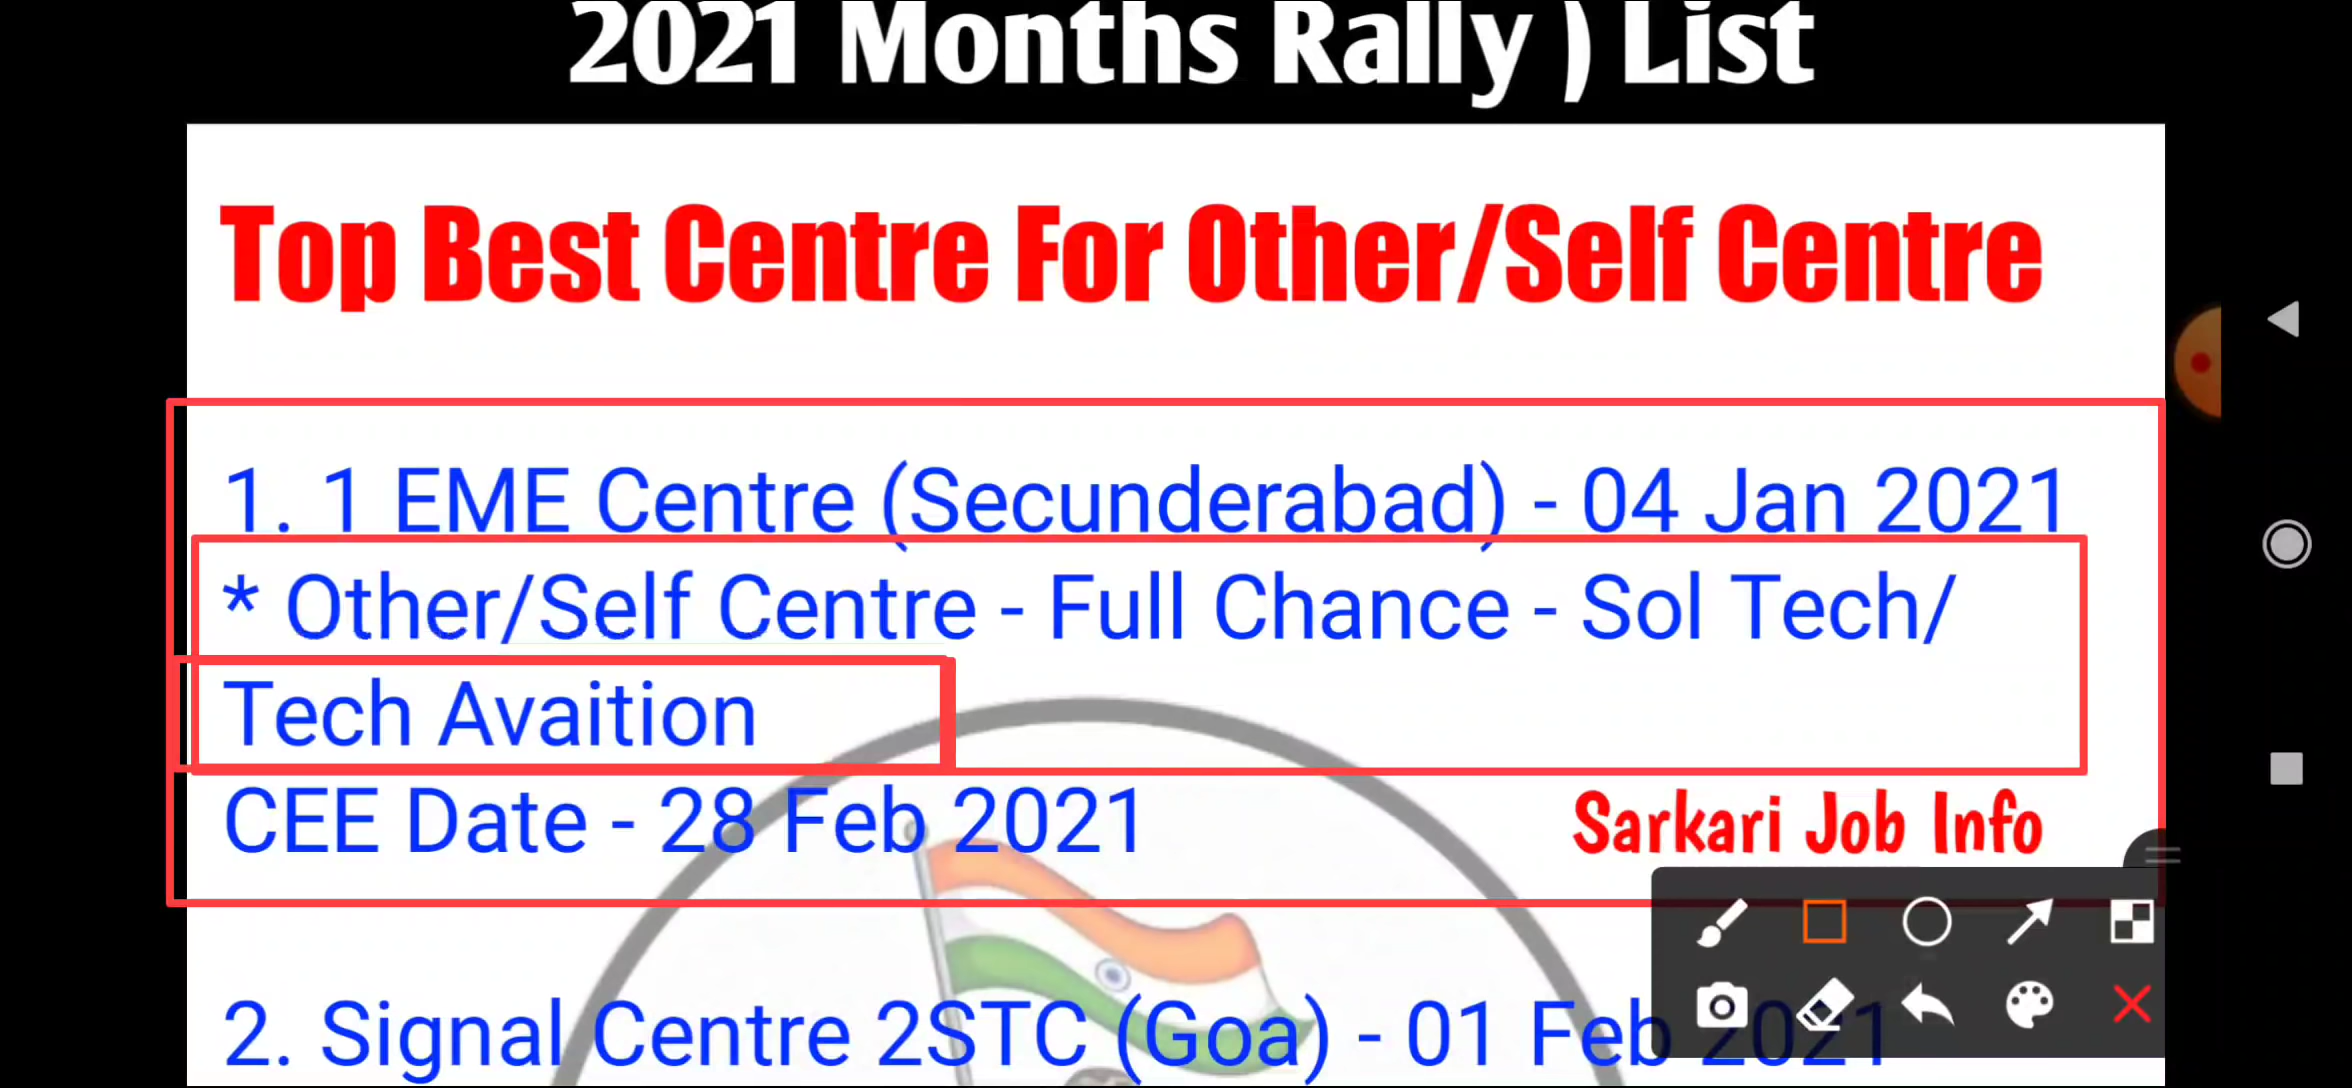 2021 Months Rally ) List
Top Best Centre For Other/Self Centre
1. 1 EME Centre (Secunderabad) - 04 Jan 2021
* Other/Self Centre - Full Chance - Sol Tech/
Tech Avaition
CEE Date - 28 Feb 2021
Sarkari Job Info
2. Signal Centre 2STC (Goa) - 01 Feb 2021